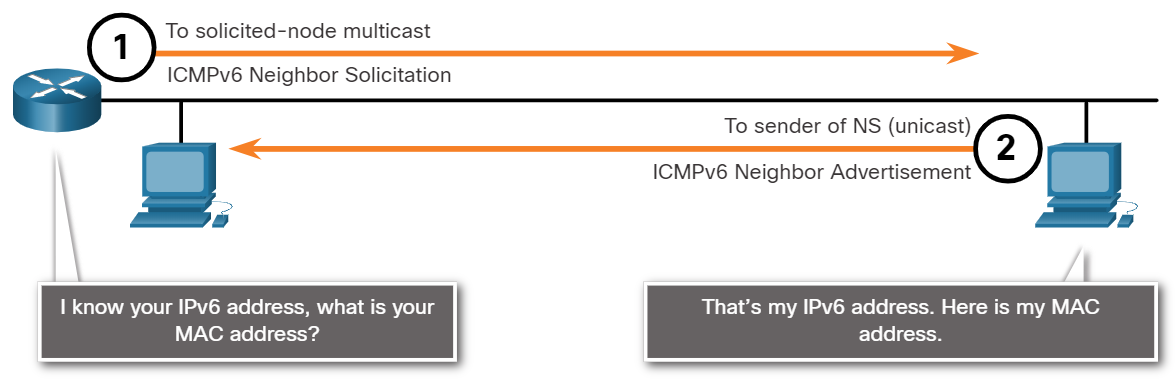 1
To solicited-node multicast
ICMPv6 Neighbor Solicitation
To sender of NS (unicast)
2
ICMPv6 Neighbor Advertisement
I know your IPv6 address, what is your
MAC address?
That's my IPv6 address. Here is my MAC
address.